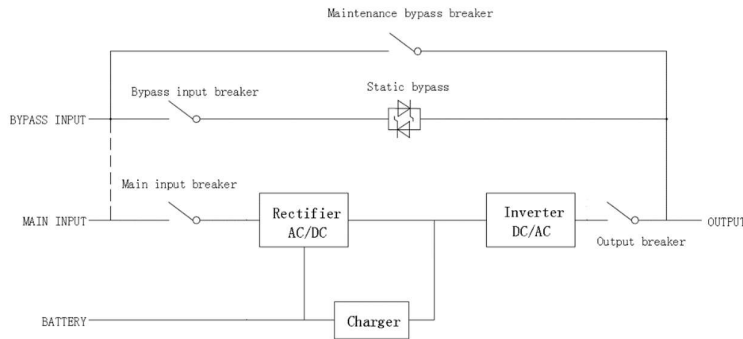 Maintenance bypass breaker
Bypass input breaker
Static bypass
BYPASS INPUT
Main input breaker
Rectifier
AC/DC
Inverter
DC/AC
MAIN INPUT
OUTPUT
Output breaker
BATTERY
Charger